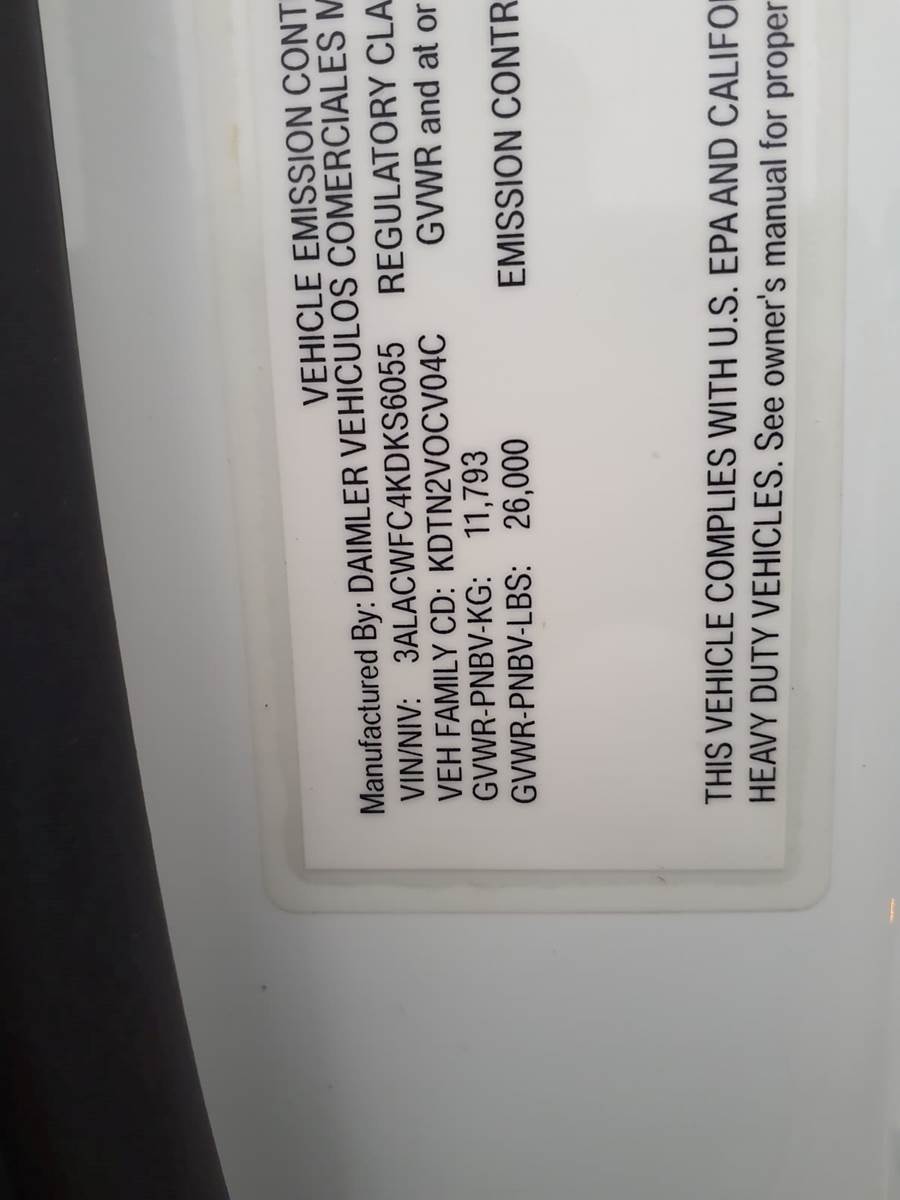 VEHICLE EMISSION CONT
Manufactured By: DAIMLER VEHICULOS COMERCIALES M
VIN/NIV: 3ALACWFC4KDKS6055 REGULATORY CLA
VEH FAMILY CD: KDTN2VOCV04C GVWR and at or
GVWR-PNBV-KG: 11,793
GVWR-PNBV-LBS: 26,000 EMISSION CONTR
THIS VEHICLE COMPLIES WITH U.S. EPA AND CALIFO
HEAVY DUTY VEHICLES. See owner's manual for proper